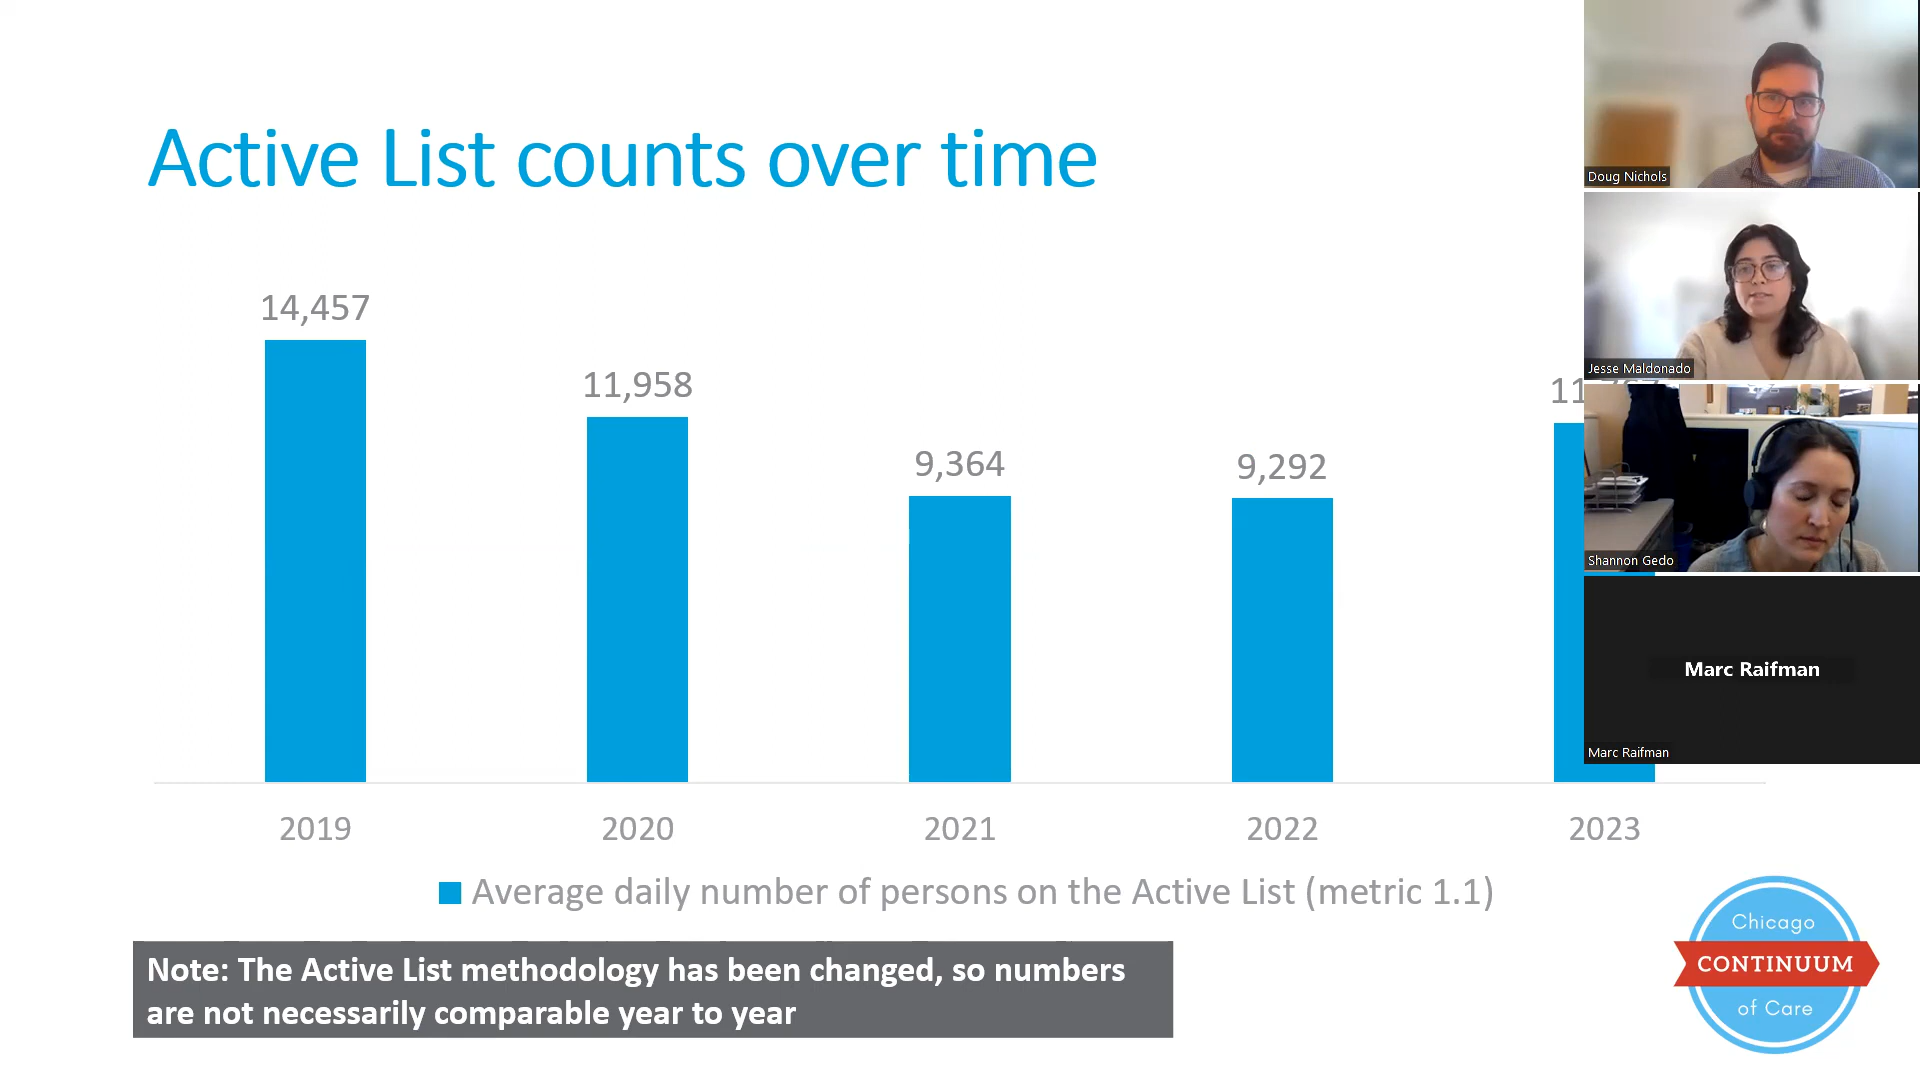 Active List counts over time
14,457
11,958
9,364
9,292
2019
2020
2021
2022
2023
Average daily number of persons on the Active List (metric 1.1)
Note: The Active List methodology has been changed, so numbers
are not necessarily comparable year to year
Chicago
CONTINUUM
of Care
Doug Nichols
Jesse Maldonado
Shannon Gedo
Marc Raifman
Marc Raifman